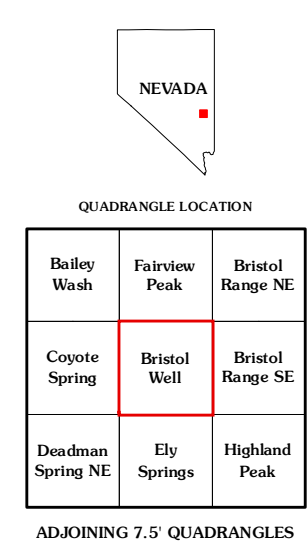 NEVADA
QUADRANGLE LOCATION
Bailey
Wash
Fairview
Peak
Bristol
Range NE
Coyote
Spring
Bristol
Well
Bristol
Range SE
Deadman
Spring NE
Ely
Springs
Highland
Peak
ADJOINING 7.5' QUADRANGLES